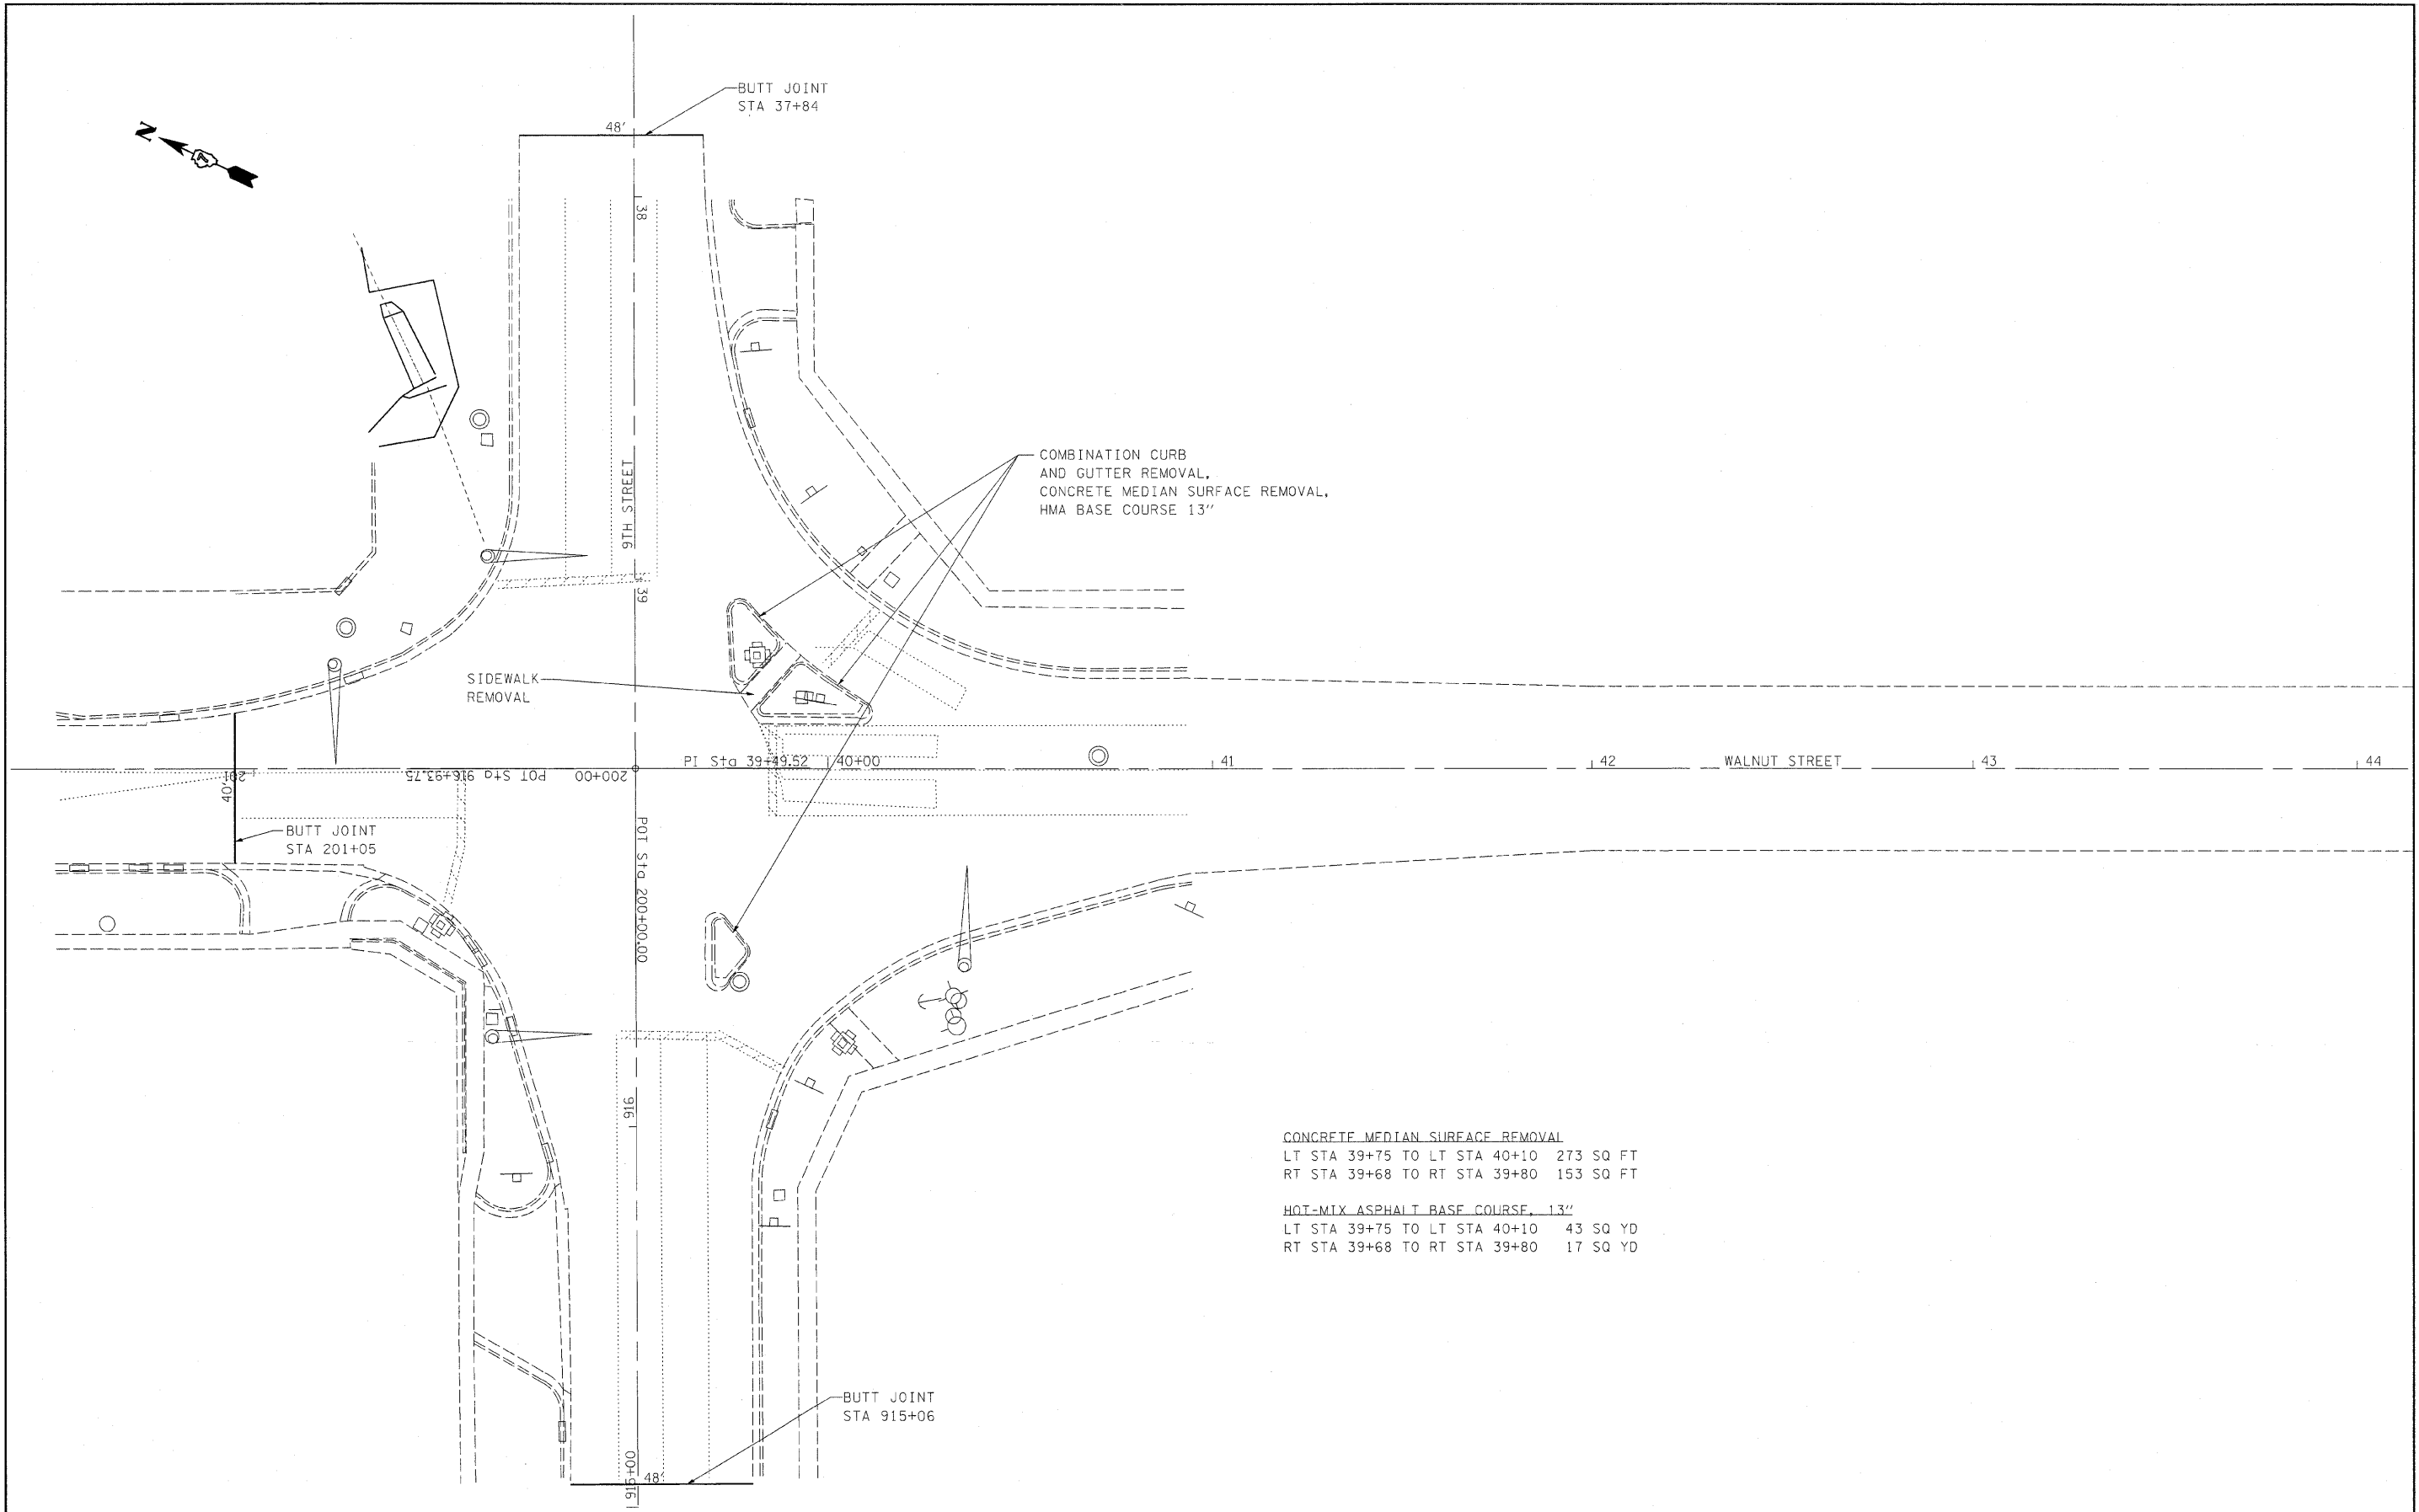 BUTT JOINT
STA 37+84
48'
N
38
9TH STREET
COMBINATION CURB
AND GUTTER REMOVAL,
CONCRETE MEDIAN SURFACE REMOVAL,
HMA BASE COURSE 13"
39
SIDEWALK
REMOVAL
201
POT Sta 916+93.75
200+00
PI Sta 39+49.52
40+00
41
42
WALNUT STREET
43
44
40'
BUTT JOINT
STA 201+05
POT Sta 200+00.00
916
CONCRETE MEDIAN SURFACE REMOVAL
LT STA 39+75 TO LT STA 40+10 273 SQ FT
RT STA 39+68 TO RT STA 39+80 153 SQ FT
HOT-MIX ASPHALT BASE COURSE, 13"
LT STA 39+75 TO LT STA 40+10 43 SQ YD
RT STA 39+68 TO RT STA 39+80 17 SQ YD
BUTT JOINT
STA 915+06
915+00
48'